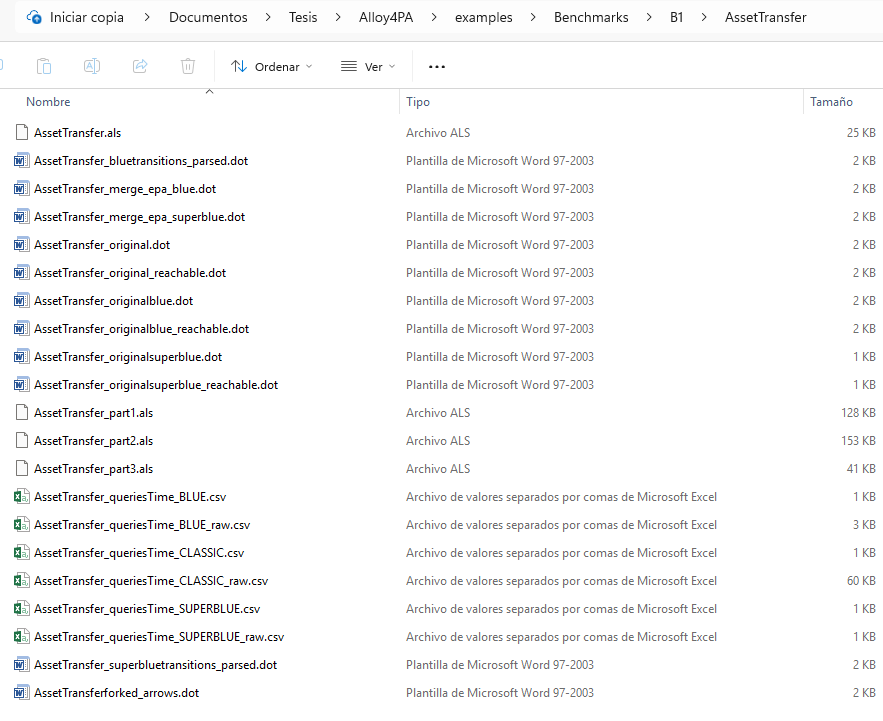 Iniciar copia > Documentos > Tesis > Alloy4PA > examples > Benchmarks > B1 > AssetTransfer
Ordenar Ver ...
Nombre Tipo Tamaño
AssetTransfer.als Archivo ALS 25 KB
AssetTransfer_bluetransitions_parsed.dot Plantilla de Microsoft Word 97-2003 2 KB
AssetTransfer_merge_epa_blue.dot Plantilla de Microsoft Word 97-2003 2 KB
AssetTransfer_merge_epa_superblue.dot Plantilla de Microsoft Word 97-2003 2 KB
AssetTransfer_original.dot Plantilla de Microsoft Word 97-2003 2 KB
AssetTransfer_original_reachable.dot Plantilla de Microsoft Word 97-2003 2 KB
AssetTransfer_originalblue.dot Plantilla de Microsoft Word 97-2003 2 KB
AssetTransfer_originalblue_reachable.dot Plantilla de Microsoft Word 97-2003 2 KB
AssetTransfer_originalsuperblue.dot Plantilla de Microsoft Word 97-2003 1 KB
AssetTransfer_originalsuperblue_reachable.dot Plantilla de Microsoft Word 97-2003 1 KB
AssetTransfer_part1.als Archivo ALS 128 KB
AssetTransfer_part2.als Archivo ALS 153 KB
AssetTransfer_part3.als Archivo ALS 41 KB
AssetTransfer_queriesTime_BLUE.csv Archivo de valores separados por comas de Microsoft Excel 1 KB
AssetTransfer_queriesTime_BLUE_raw.csv Archivo de valores separados por comas de Microsoft Excel 3 KB
AssetTransfer_queriesTime_CLASSIC.csv Archivo de valores separados por comas de Microsoft Excel 1 KB
AssetTransfer_queriesTime_CLASSIC_raw.csv Archivo de valores separados por comas de Microsoft Excel 60 KB
AssetTransfer_queriesTime_SUPERBLUE.csv Archivo de valores separados por comas de Microsoft Excel 1 KB
AssetTransfer_queriesTime_SUPERBLUE_raw.csv Archivo de valores separados por comas de Microsoft Excel 1 KB
AssetTransfer_superbluetransitions_parsed.dot Plantilla de Microsoft Word 97-2003 2 KB
AssetTransferforked_arrows.dot Plantilla de Microsoft Word 97-2003 2 KB